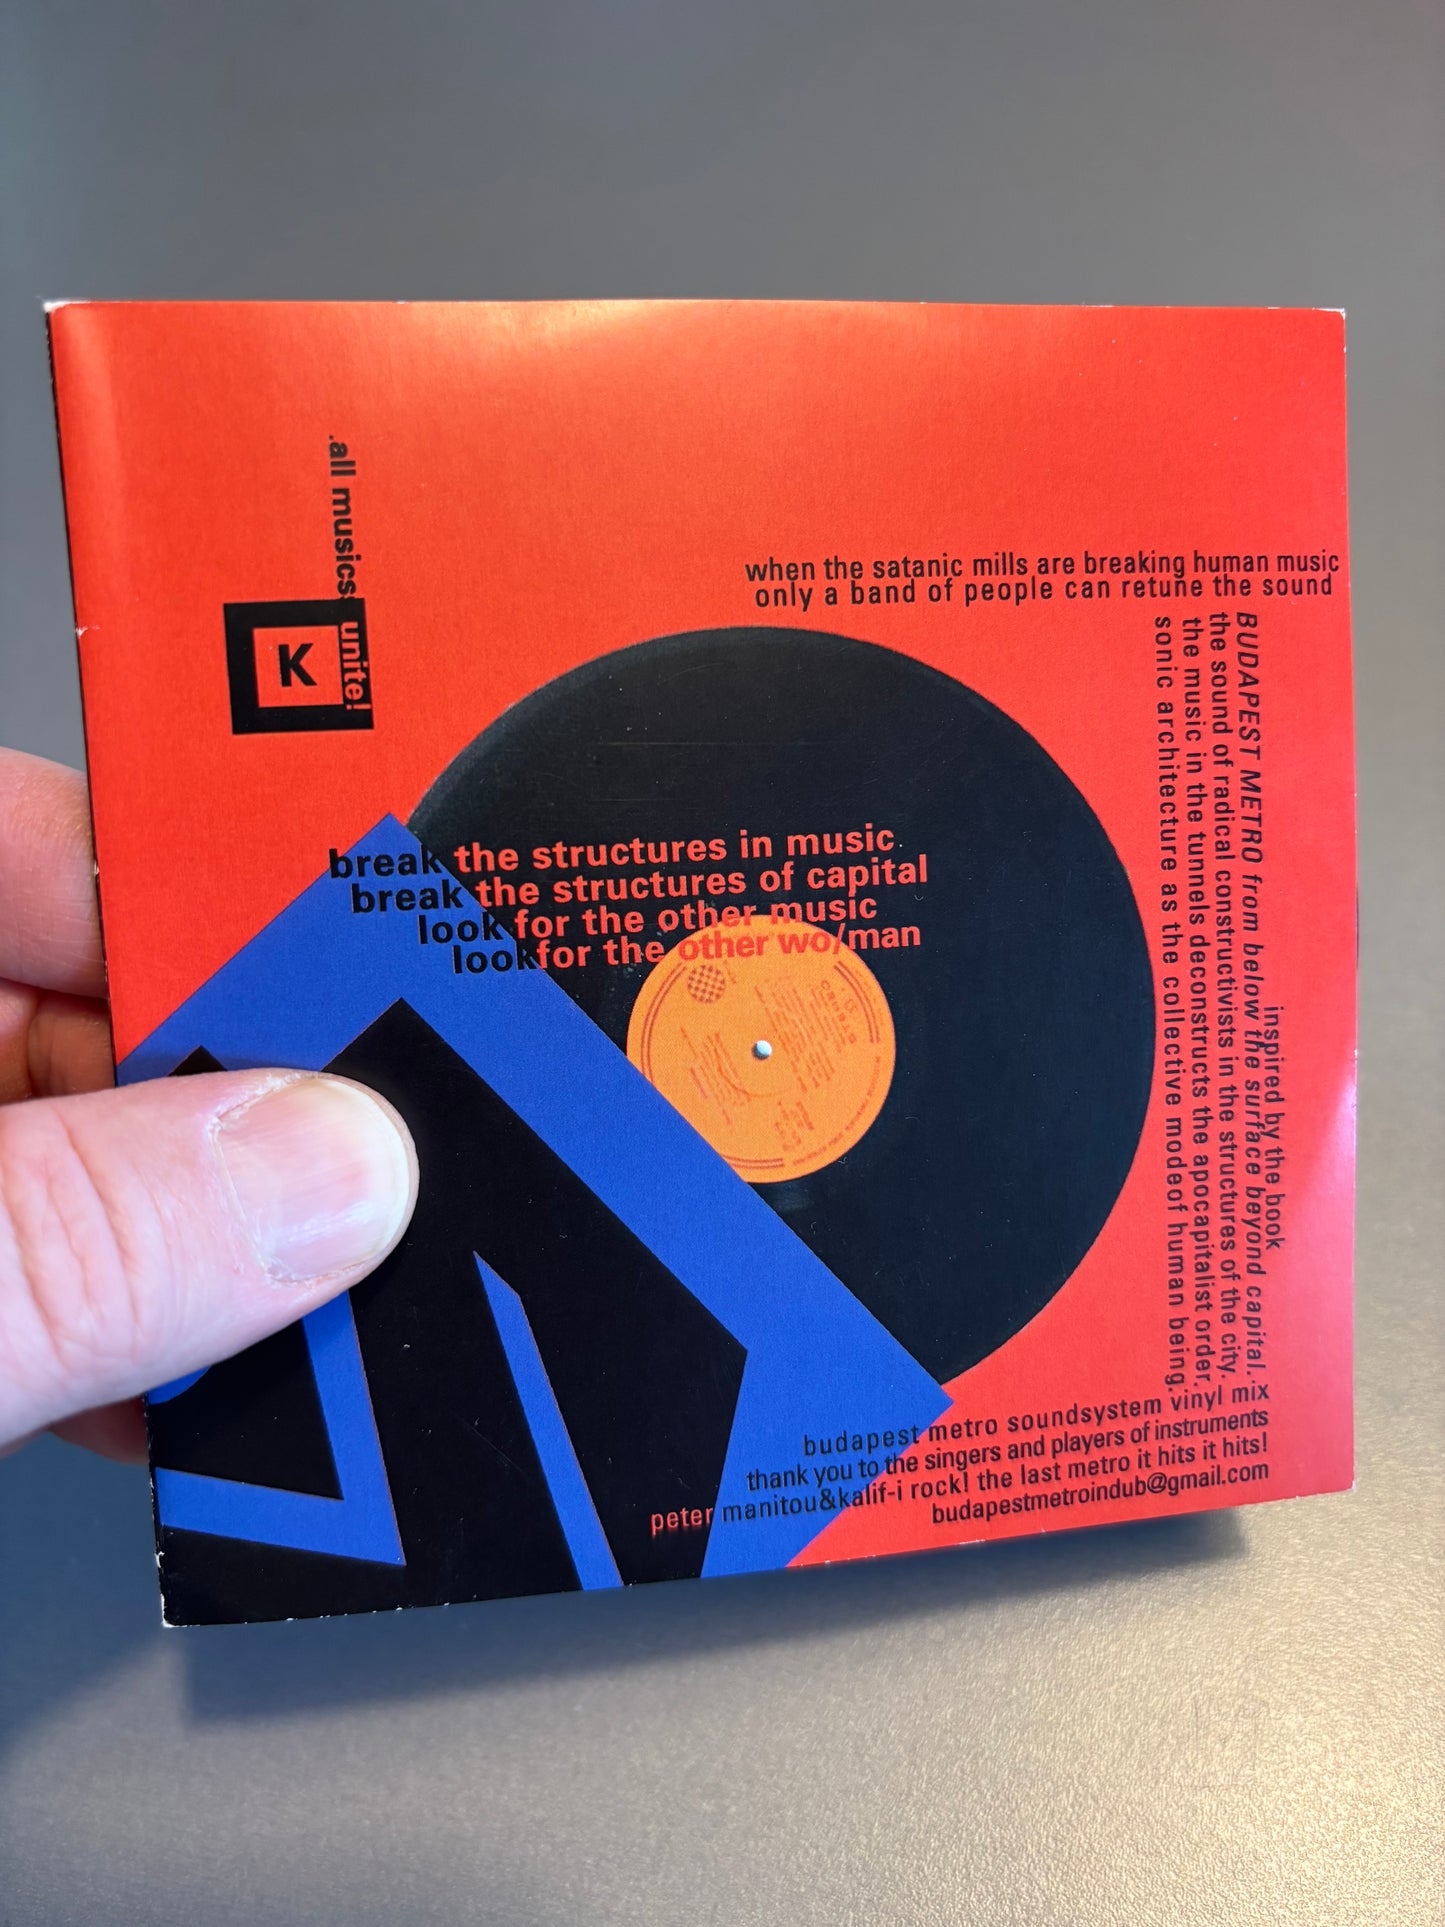 .all musics
unite!
K
when the satanic mills are breaking human music
only a band of people can retune the sound
break the structures in music.
break the structures of capital
look for the other music
lookfor the other wo/man
inspired by the book
BUDAPEST METRO from below the surface beyond capital.
the sound of radical constructivists in the structures of the city.
the music in the tunnels deconstructs the apocapitalist order.
sonic architecture as the collective modeof human being.
budapest metro soundsystem vinyl mix
thank you to the singers and players of instruments
peter manitou&kalif-i rock! the last metro it hits it hits!
budapestmetroindub@gmail.com